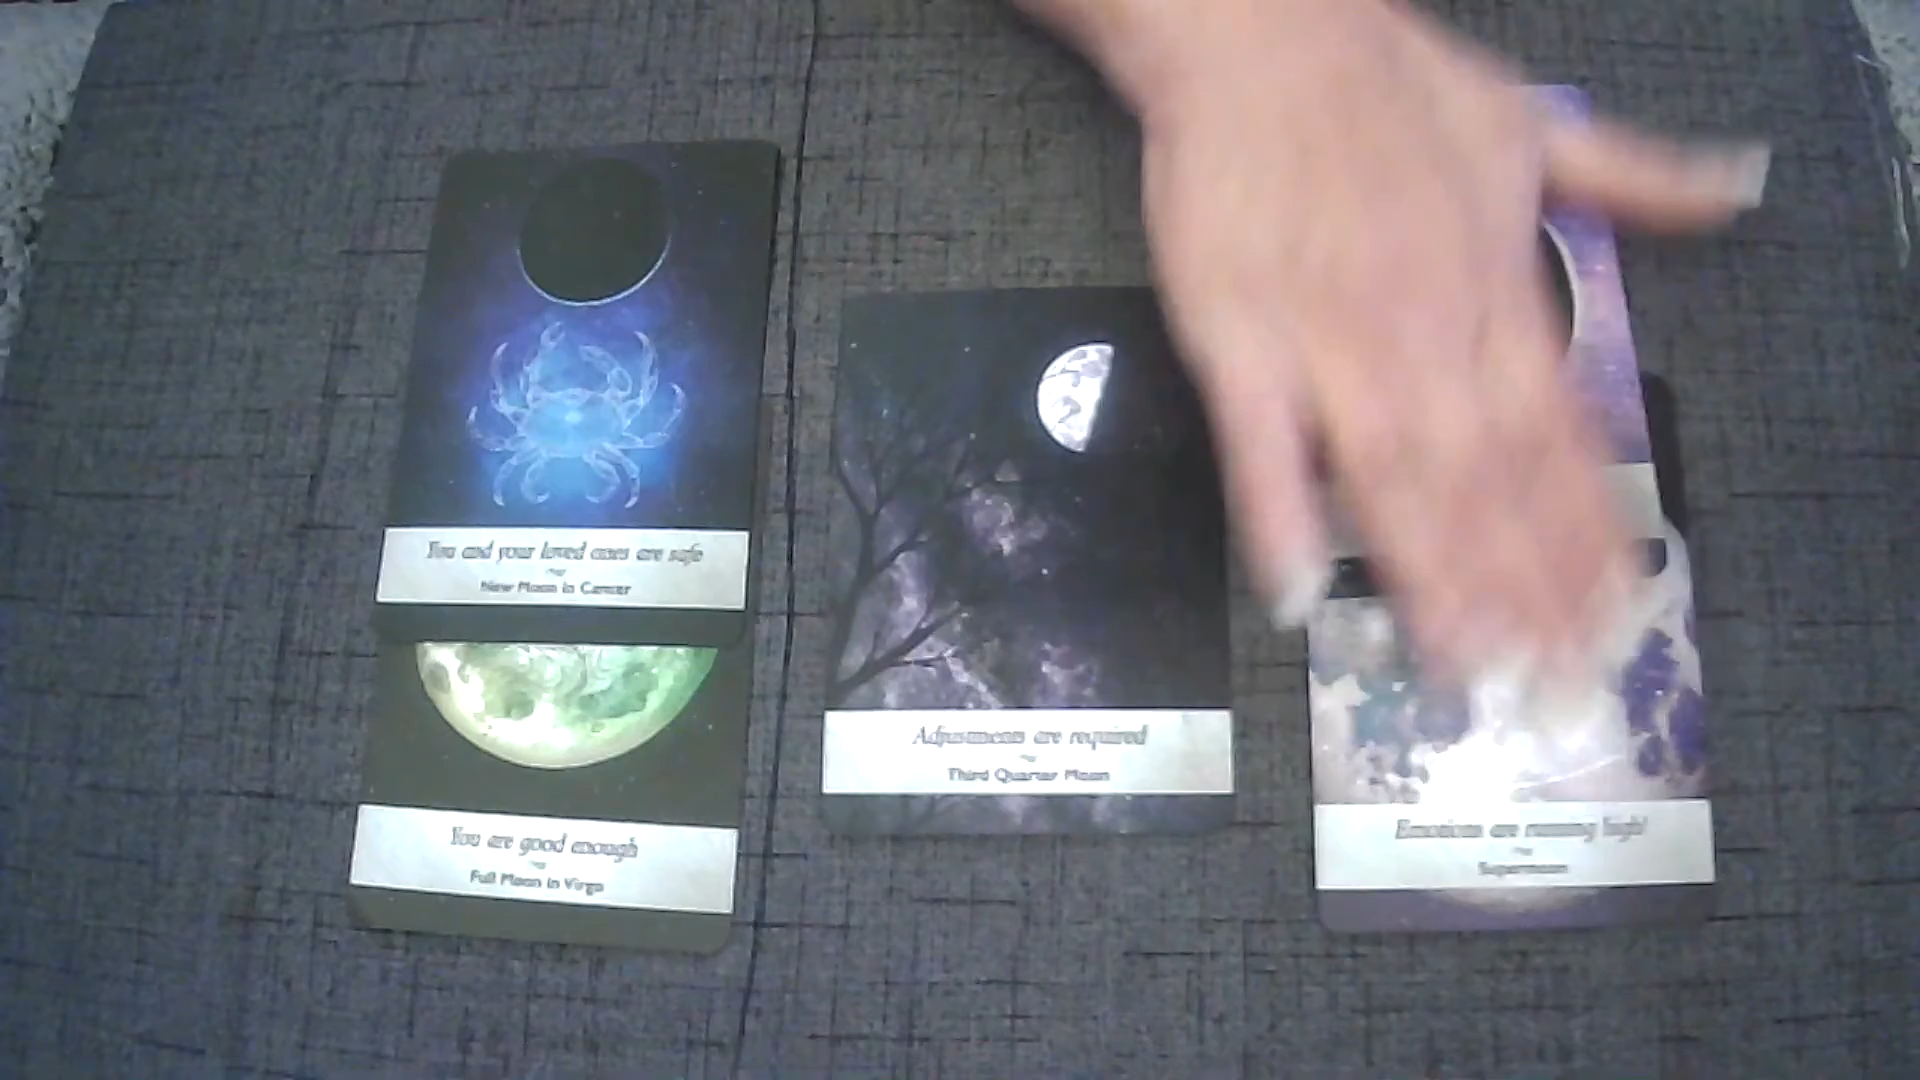 You and your loved ones are safe
New Moon in Cancer
You are good enough
Full Moon in Virgo
Adjustments are required
Third Quarter Moon
Emotions are running high!
Supermoon